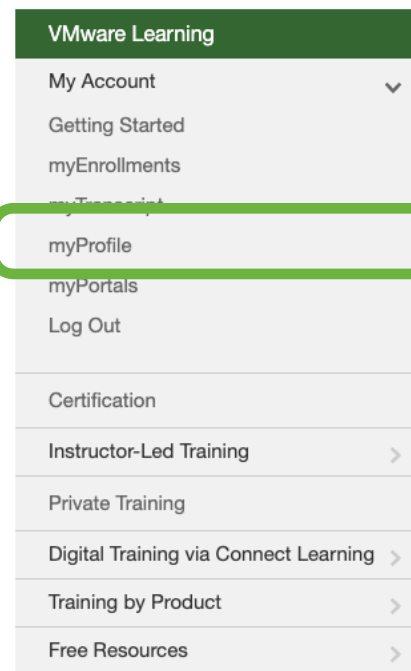 VMware Learning
My Account
Getting Started
myEnrollments
myTranscript
myProfile
myPortals
Log Out
Certification
Instructor-Led Training
Private Training
Digital Training via Connect Learning
Training by Product
Free Resources